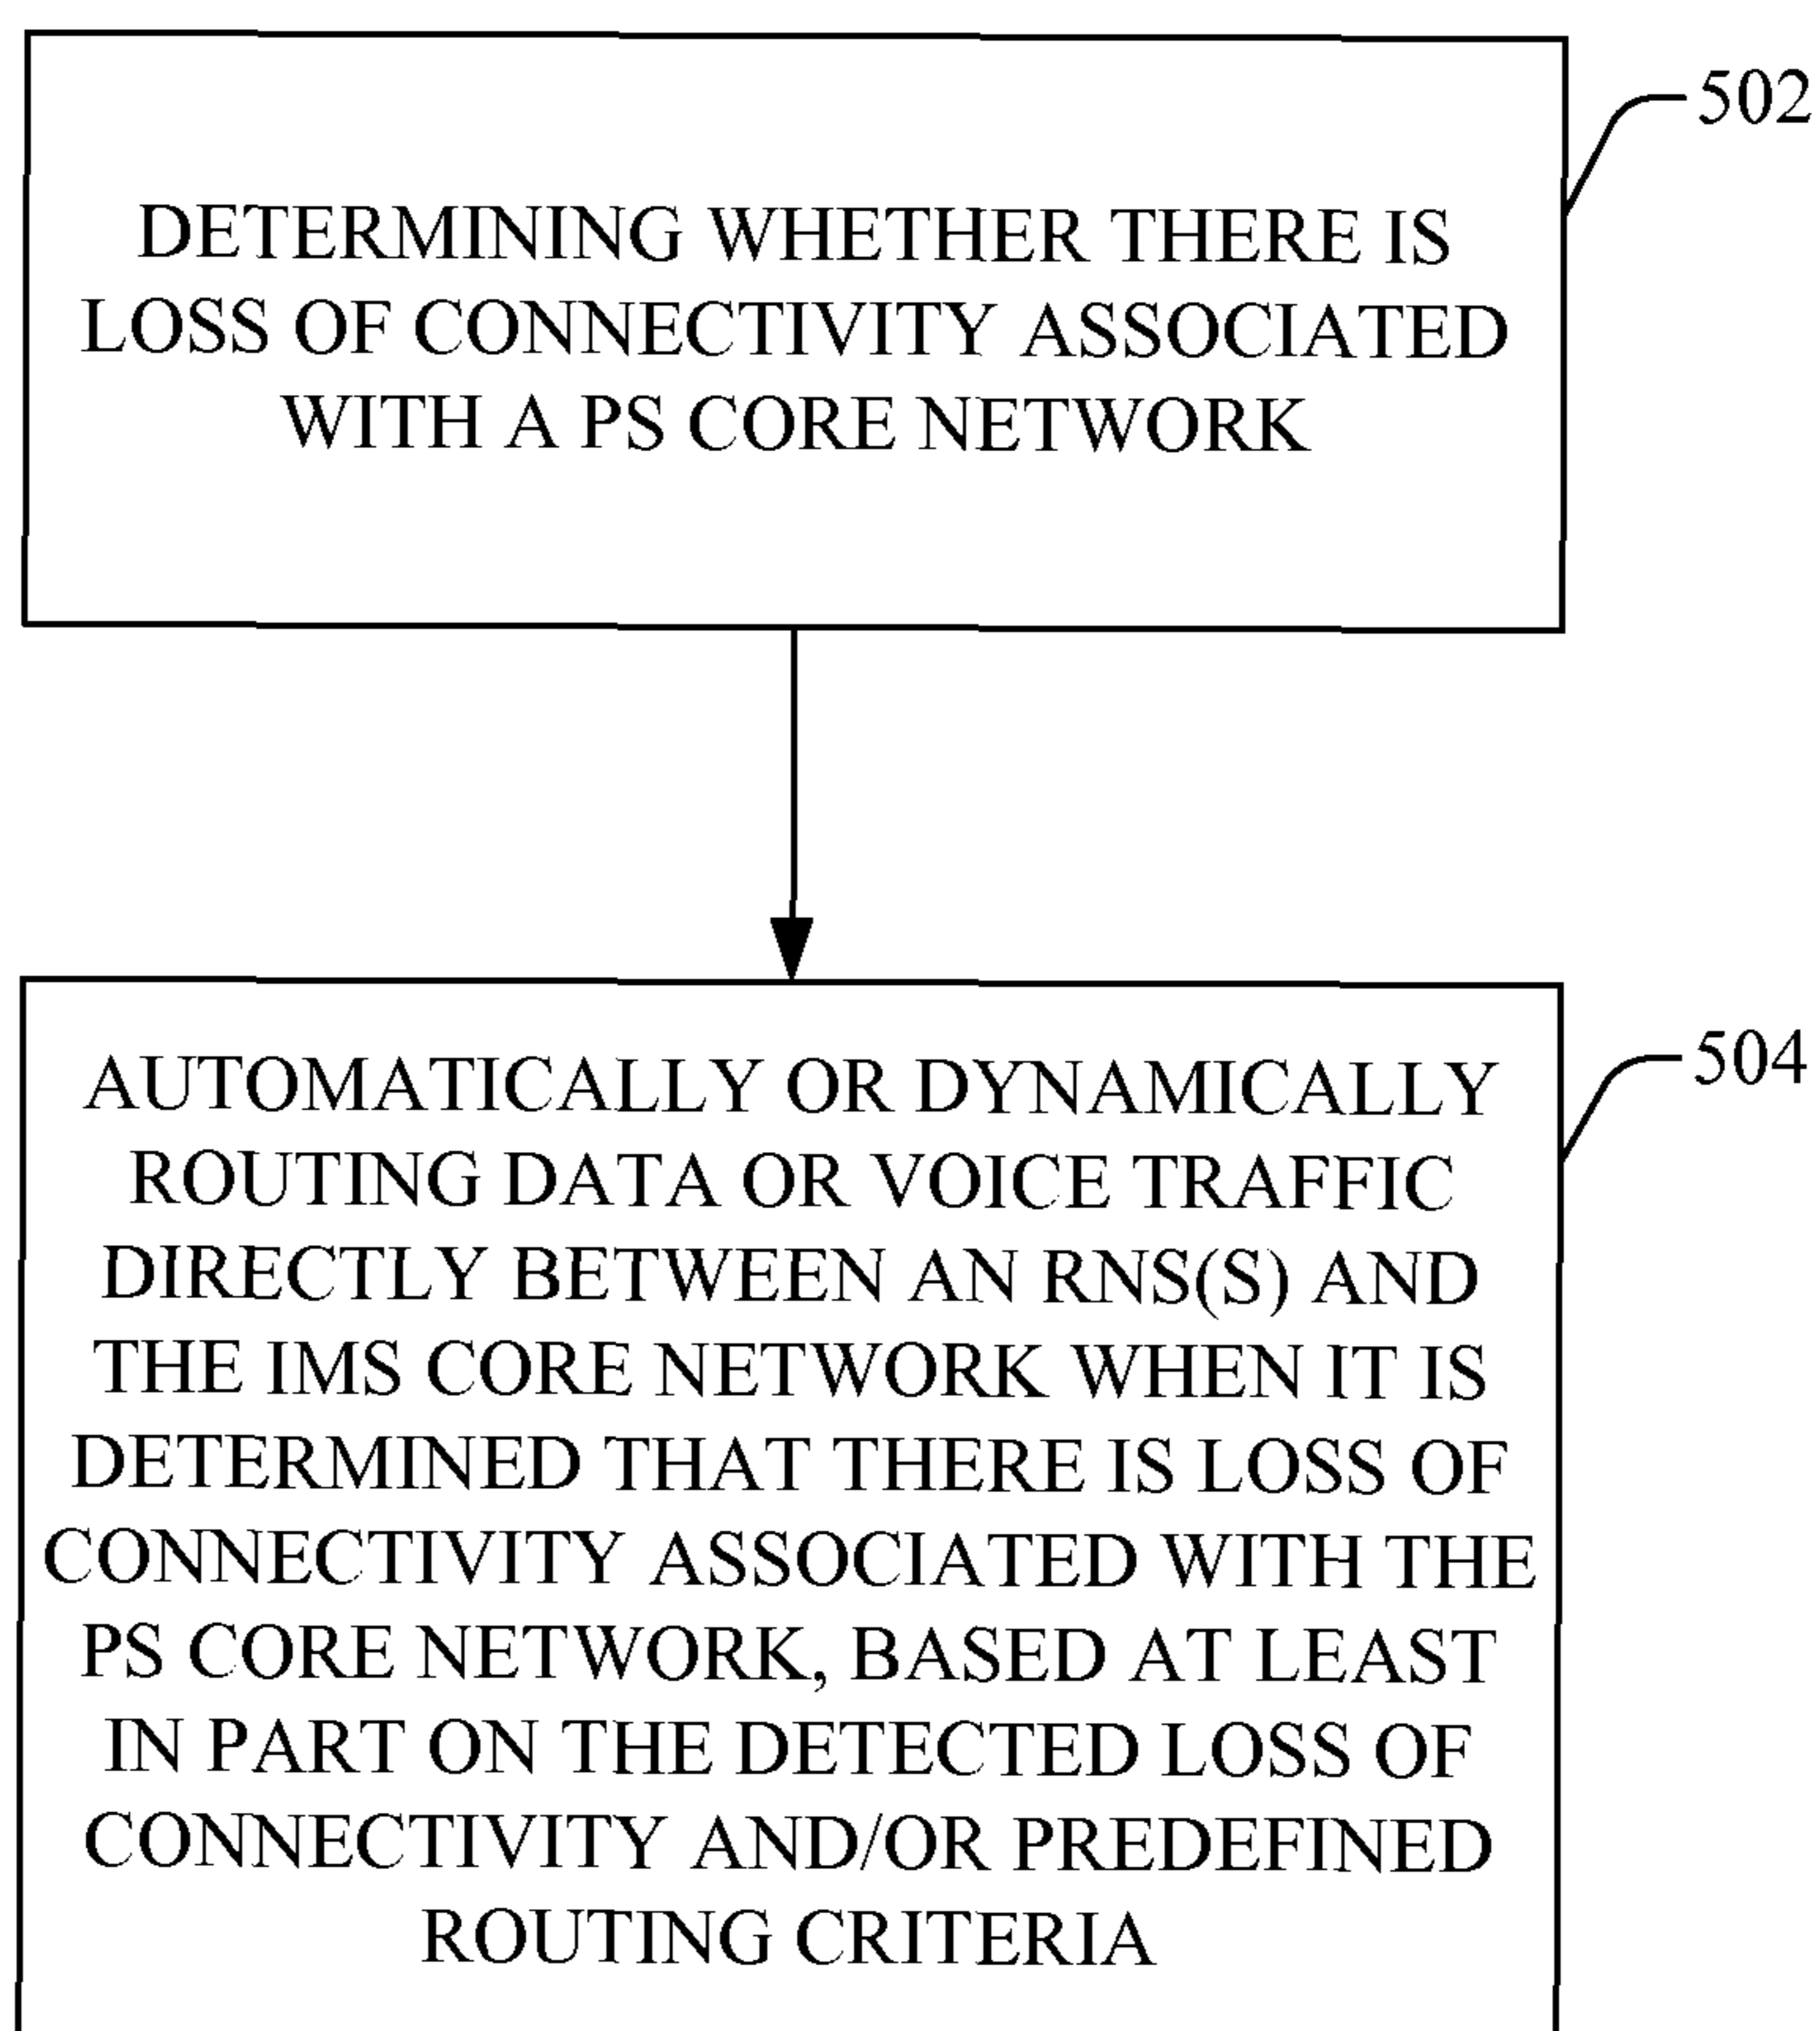 502
DETERMINING WHETHER THERE IS
LOSS OF CONNECTIVITY ASSOCIATED
WITH A PS CORE NETWORK
504
AUTOMATICALLY OR DYNAMICALLY
ROUTING DATA OR VOICE TRAFFIC
DIRECTLY BETWEEN AN RNS(S) AND
THE IMS CORE NETWORK WHEN IT IS
DETERMINED THAT THERE IS LOSS OF
CONNECTIVITY ASSOCIATED WITH THE
PS CORE NETWORK, BASED AT LEAST
IN PART ON THE DETECTED LOSS OF
CONNECTIVITY AND/OR PREDEFINED
ROUTING CRITERIA